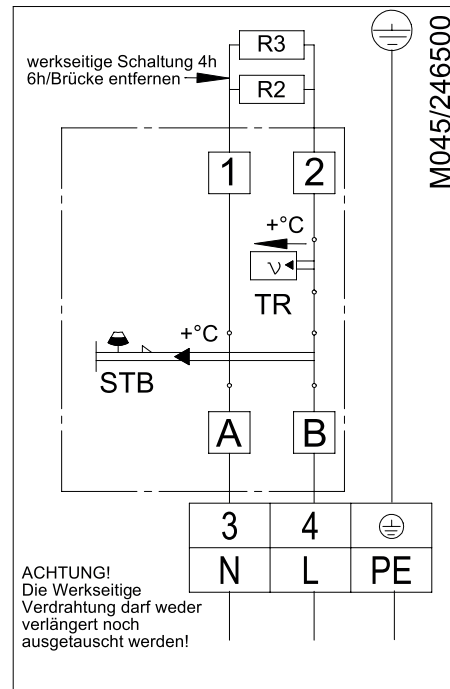 R3
werkseitige Schaltung 4h
6h/Brücke entfernen
R2
M045/246500
1 2
+°C
TR
+°C
STB
A B
3 4
N L PE
ACHTUNG!
Die Werkseitige
Verdrahtung darf weder
verlängert noch
ausgetauscht werden!